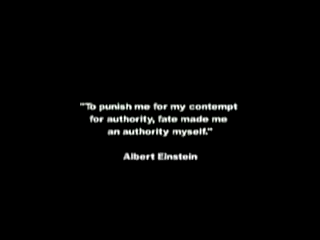 "To punish me for my contempt
for authority, fate made me
an authority myself."
Albert Einstein